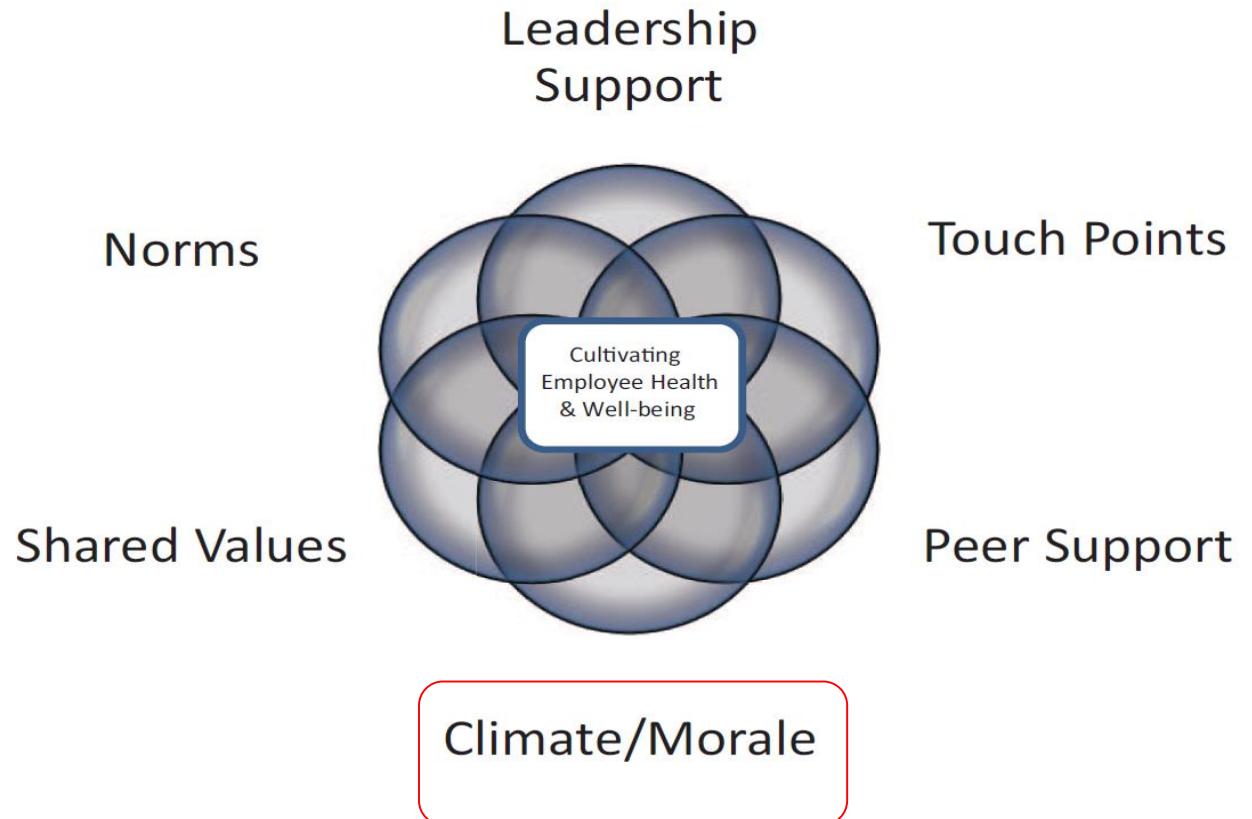 Leadership
Support
Norms
Touch Points
Cultivating
Employee Health
& Well-being
Shared Values
Peer Support
Climate/Morale